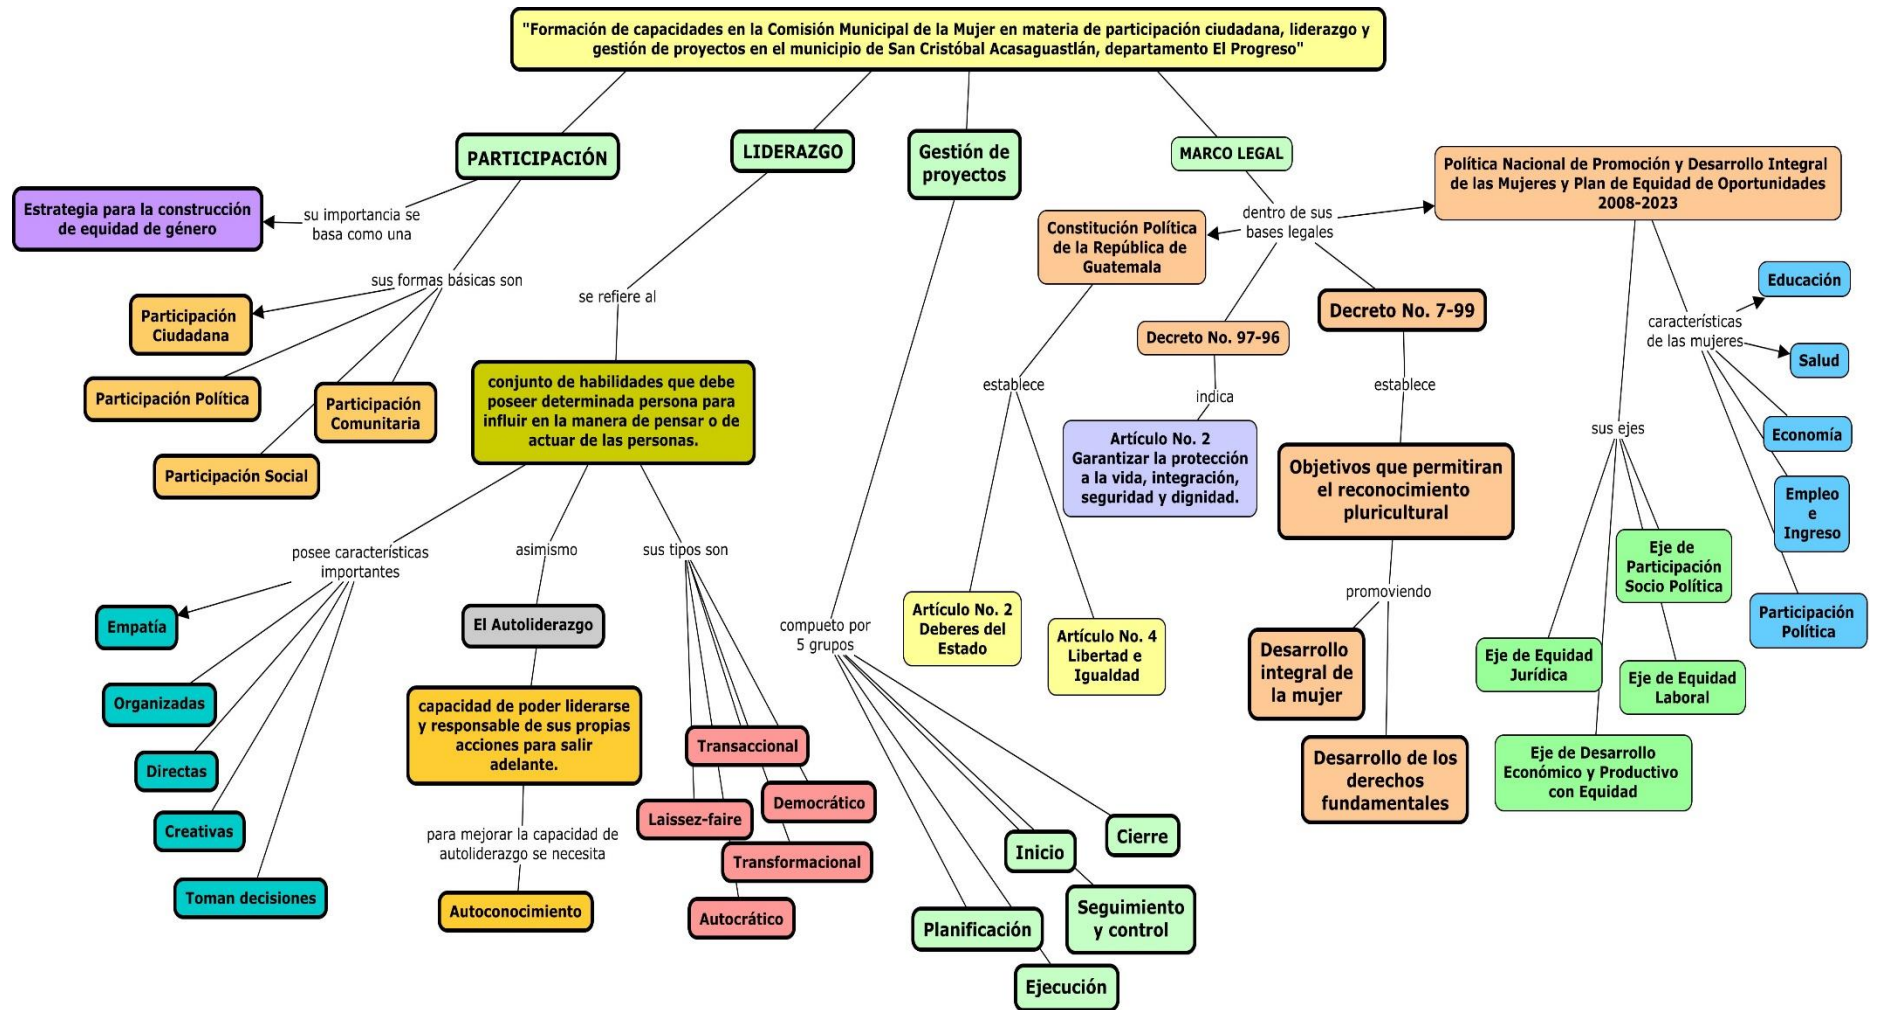 "Formación de capacidades en la Comisión Municipal de la Mujer en materia de participación ciudadana, liderazgo y
gestión de proyectos en el municipio de San Cristóbal Acasaguastlán, departamento El Progreso"
PARTICIPACIÓN
LIDERAZGO
Gestión de
proyectos
MARCO LEGAL
Política Nacional de Promoción y Desarrollo Integral
de las Mujeres y Plan de Equidad de Oportunidades
2008-2023
Estrategia para la construcción
de equidad de género
su importancia se
basa como una
sus formas básicas son
Participación
Ciudadana
Participación Política
Participación
Comunitaria
Participación Social
se refiere al
conjunto de habilidades que debe
poseer determinada persona para
influir en la manera de pensar o de
actuar de las personas.
posee características
importantes
Empatía
Organizadas
Directas
Creativas
Toman decisiones
asimismo
El Autoliderazgo
capacidad de poder liderarse
y responsable de sus propias
acciones para salir
adelante.
para mejorar la capacidad de
autoliderazgo se necesita
Autoconocimiento
sus tipos son
Transaccional
Democrático
Laissez-faire
Transformacional
Autocrático
compueto por
5 grupos
Cierre
Inicio
Seguimiento
y control
Planificación
Ejecución
dentro de sus
bases legales
Constitución Política
de la República de
Guatemala
establece
Artículo No. 2
Deberes del
Estado
Artículo No. 4
Libertad e
Igualdad
Decreto No. 97-96
indica
Artículo No. 2
Garantizar la protección
a la vida, integración,
seguridad y dignidad.
Decreto No. 7-99
establece
Objetivos que permitiran
el reconocimiento
pluricultural
promoviendo
Desarrollo
integral de
la mujer
Desarrollo de los
derechos
fundamentales
sus ejes
Eje de
Participación
Socio Política
Eje de Equidad
Jurídica
Eje de Equidad
Laboral
Eje de Desarrollo
Económico y Productivo
con Equidad
características
de las mujeres
Educación
Salud
Economía
Empleo
e
Ingreso
Participación
Política